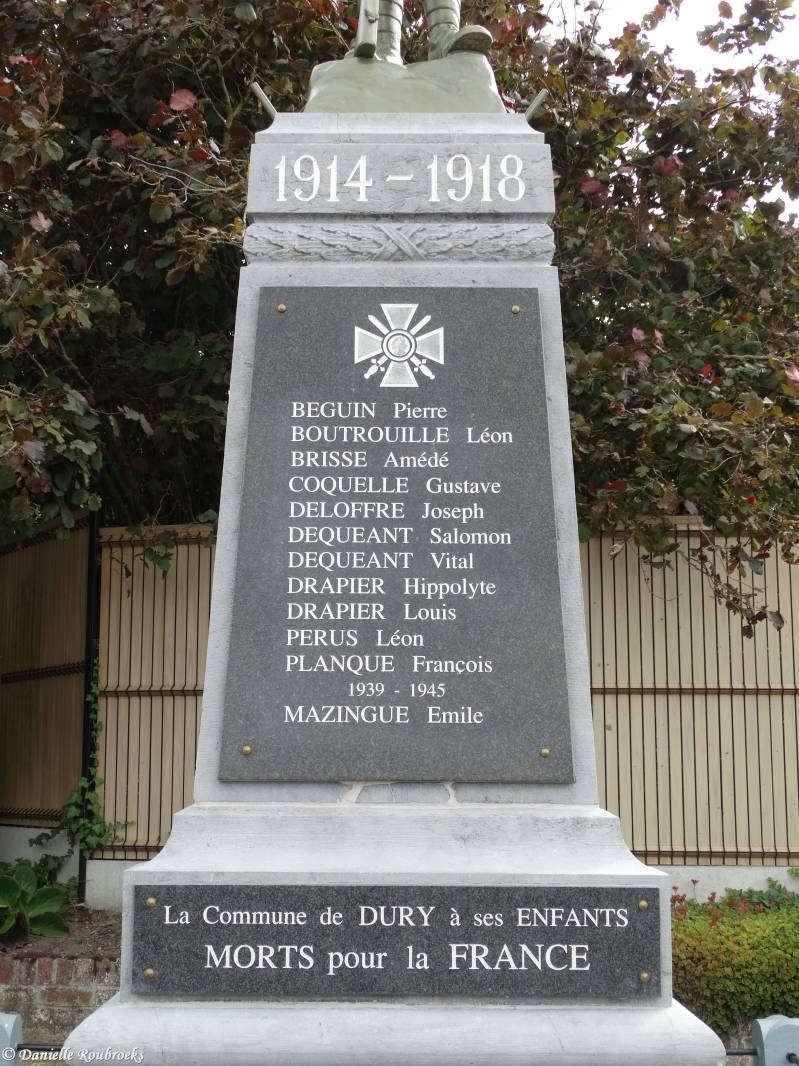 1914 - 1918
BEGUIN Pierre
BOUTROUILLE Léon
BRISSE Amédé
COQUELLE Gustave
DELOFFRE Joseph
DEQUEANT Salomon
DEQUEANT Vital
DRAPIER Hippolyte
DRAPIER Louis
PERUS Léon
PLANQUE François
1939 - 1945
MAZINGUE Emile
La Commune de DURY à ses ENFANTS
MORTS pour la FRANCE
© Danielle Roubroeks